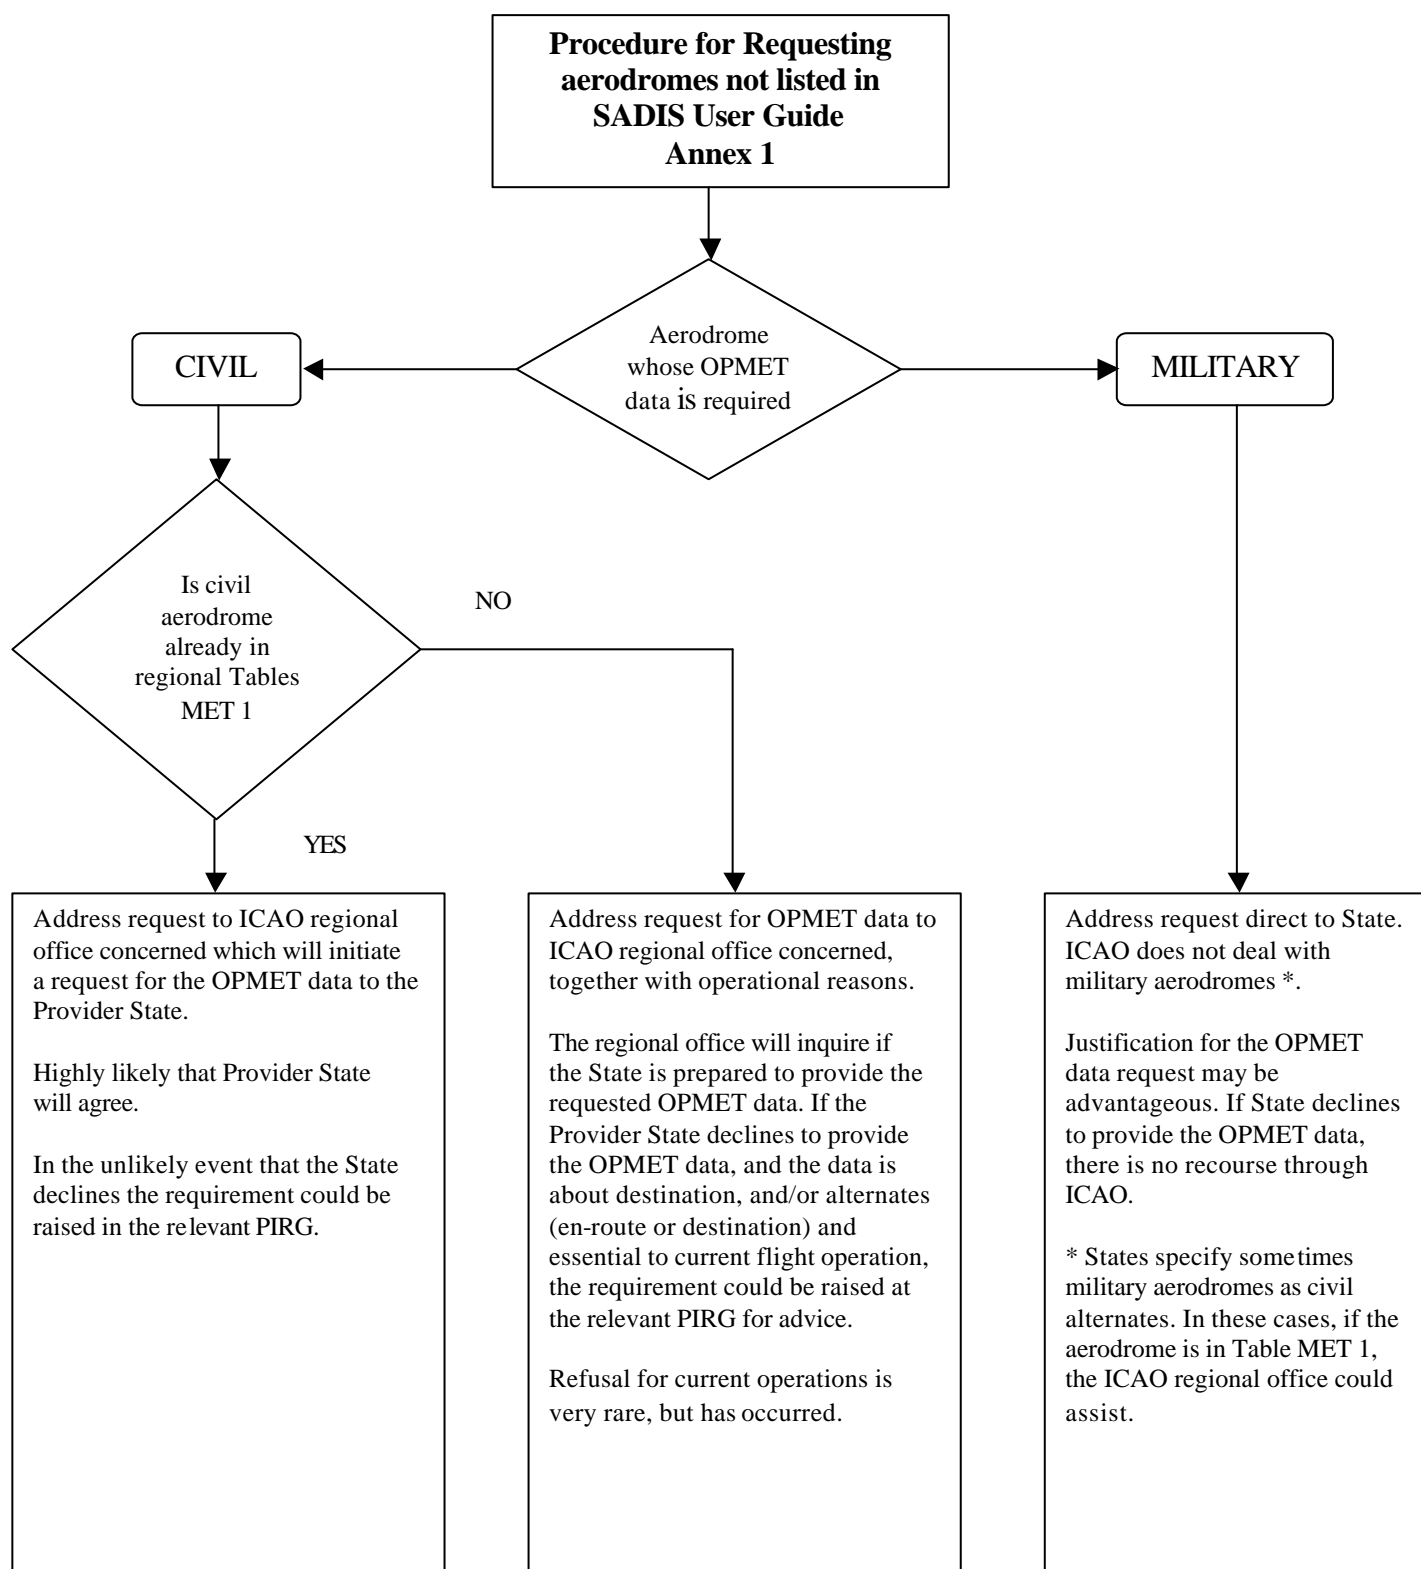 Procedure for Requesting
aerodromes not listed in
SADIS User Guide
Annex 1
Aerodrome
whose OPMET
data is required
CIVIL
MILITARY
Is civil
aerodrome
already in
regional Tables
MET 1
NO
YES
Address request to ICAO regional
office concerned which will initiate
a request for the OPMET data to the
Provider State.
Highly likely that Provider State
will agree.
In the unlikely event that the State
declines the requirement could be
raised in the relevant PIRG.
Address request for OPMET data to
ICAO regional office concerned,
together with operational reasons.
The regional office will inquire if
the State is prepared to provide the
requested OPMET data. If the
Provider State declines to provide
the OPMET data, and the data is
about destination, and/or alternates
(en-route or destination) and
essential to current flight operation,
the requirement could be raised at
the relevant PIRG for advice.
Refusal for current operations is
very rare, but has occurred.
Address request direct to State.
ICAO does not deal with
military aerodromes *.
Justification for the OPMET
data request may be
advantageous. If State declines
to provide the OPMET data,
there is no recourse through
ICAO.
* States specify sometimes
military aerodromes as civil
alternates. In these cases, if the
aerodrome is in Table MET 1,
the ICAO regional office could
assist.